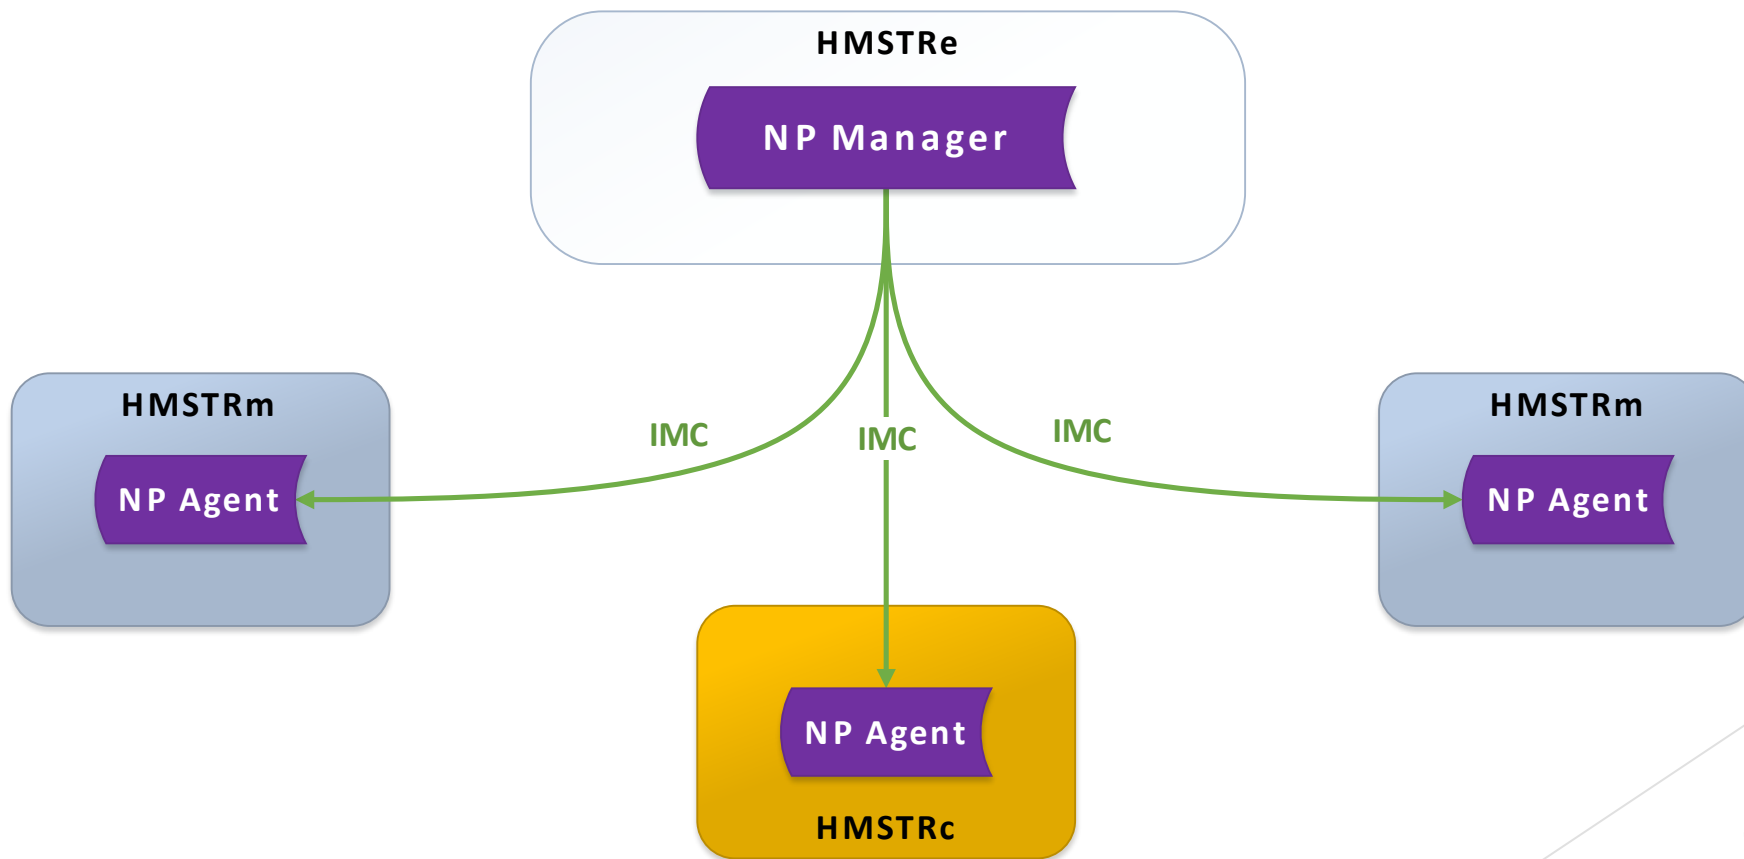 HMSTRe
NP Manager
HMSTRm
NP Agent
IMC
IMC
IMC
HMSTRm
NP Agent
NP Agent
HMSTRc